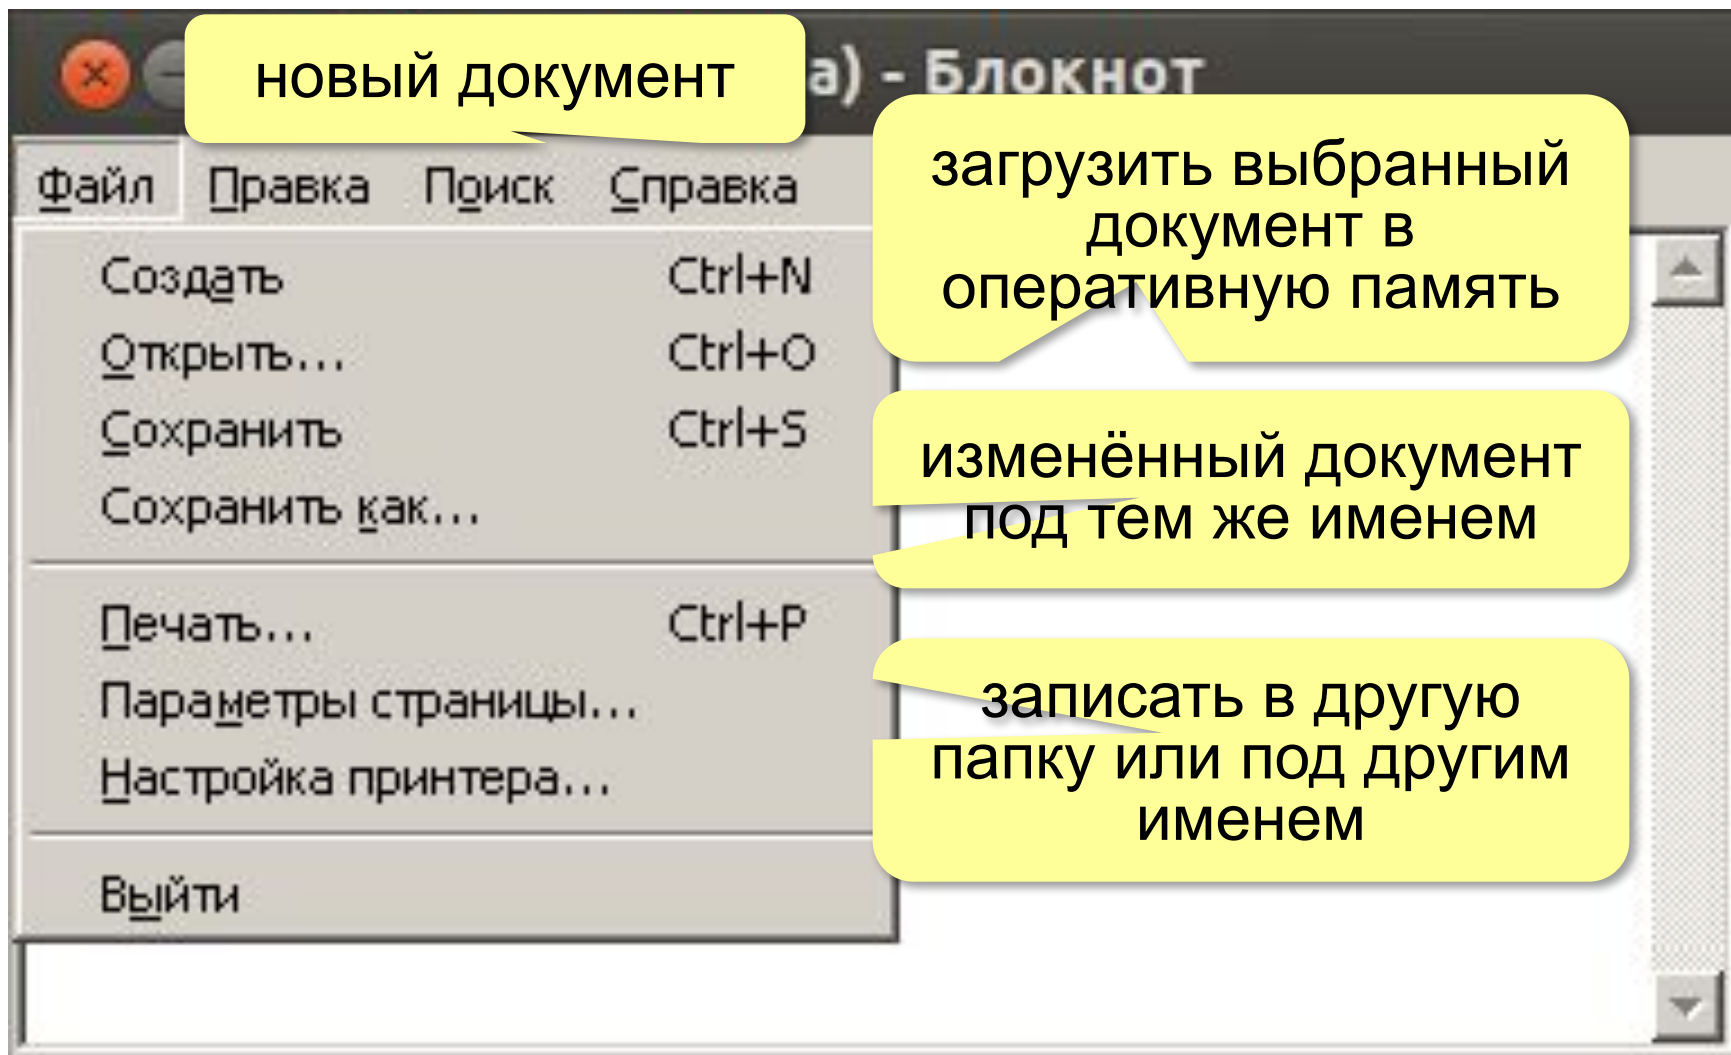 новый документ
а) - Блокнот
Файл Правка Поиск Справка
загрузить выбранный
документ в
оперативную память
Создать Ctrl+N
Открыть... Ctrl+O
Сохранить Ctrl+S
Сохранить как...
изменённый документ
под тем же именем
Печать... Ctrl+P
Параметры страницы...
Настройка принтера...
записать в другую
папку или под другим
именем
Выйти